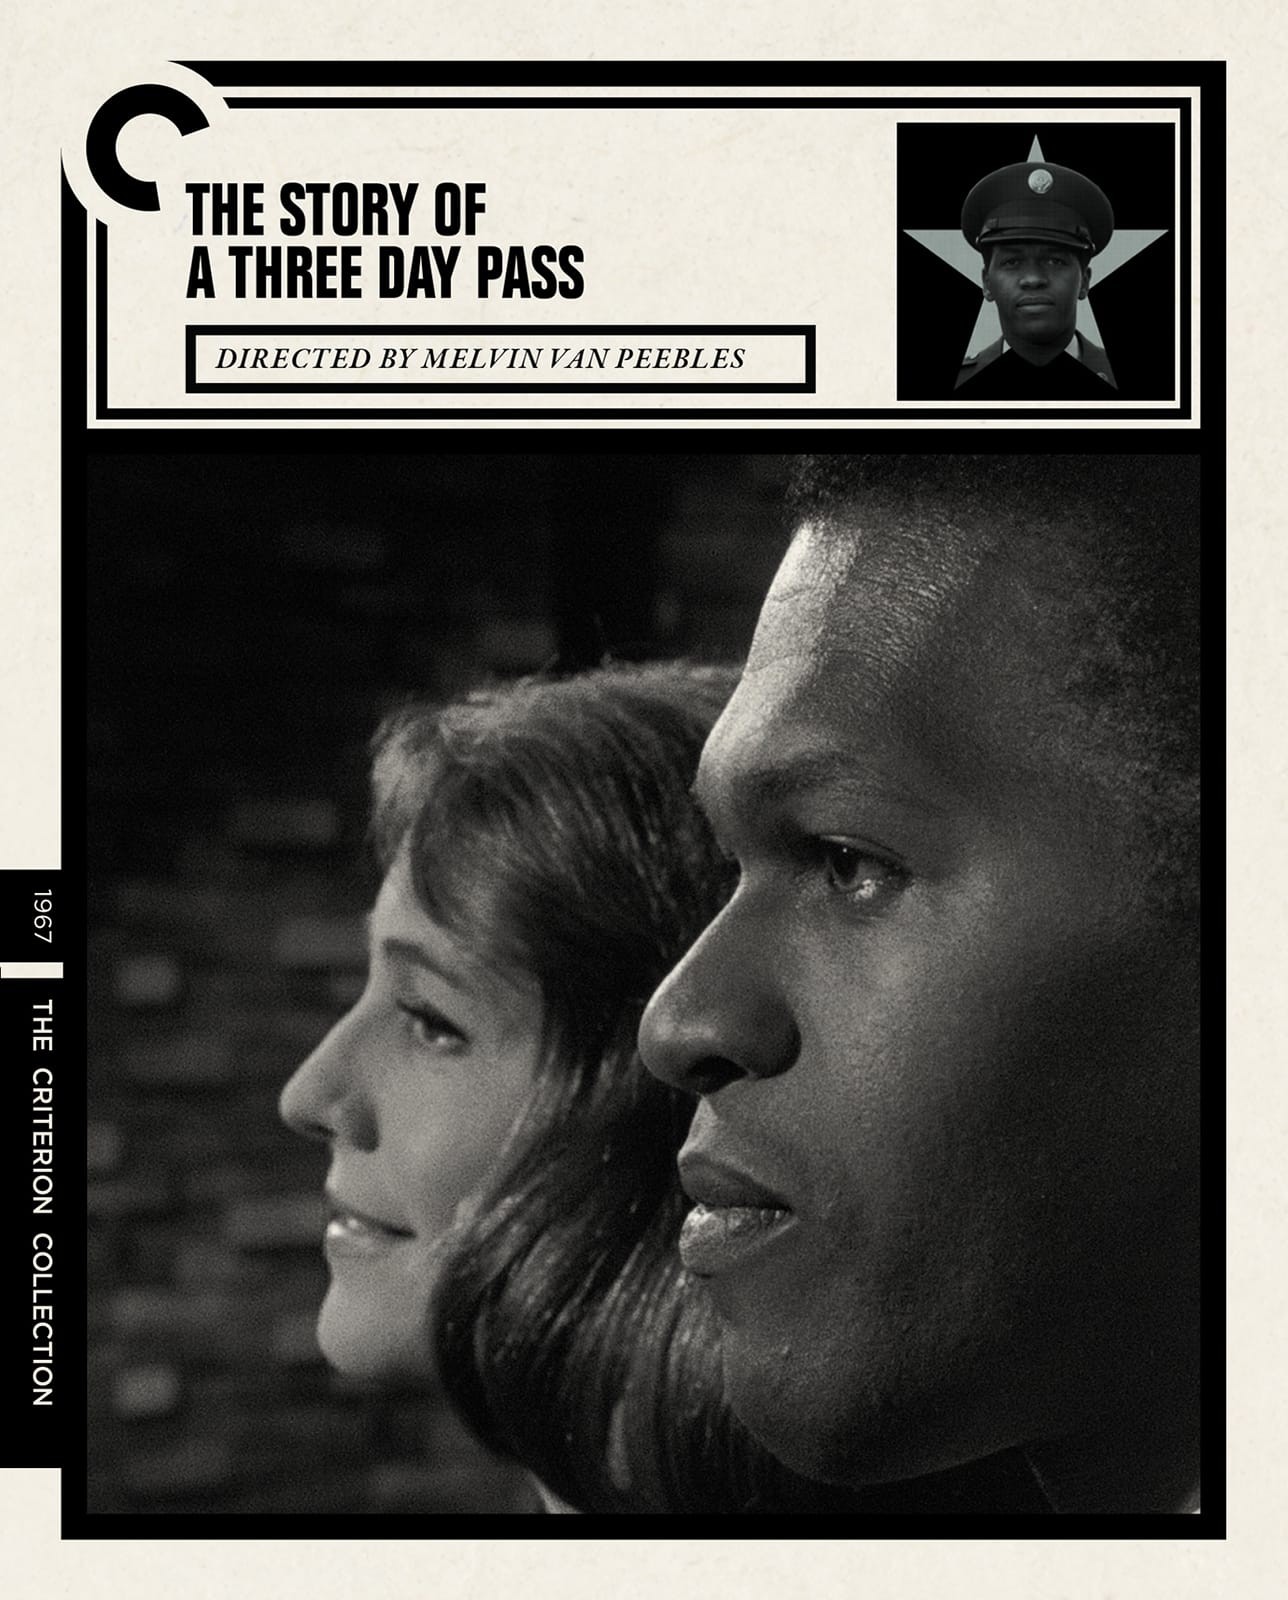 THE STORY OF
A THREE DAY PASS
DIRECTED BY MELVIN VAN PEEBLES
1967
THE CRITERION COLLECTION